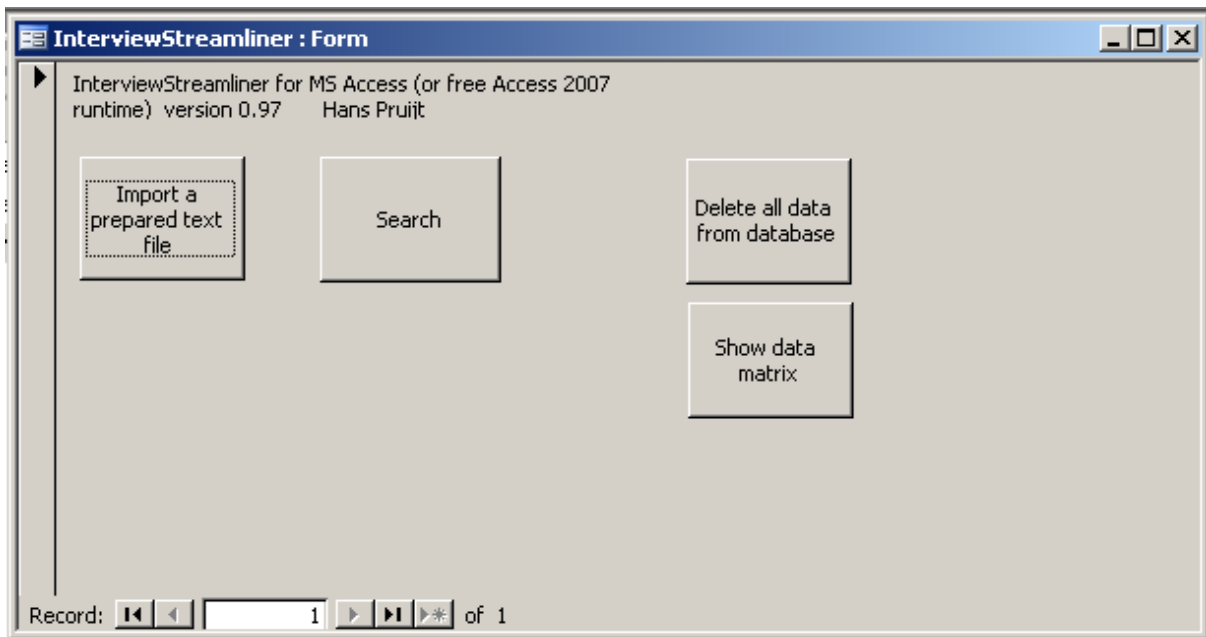 InterviewStreamliner : Form
InterviewStreamliner for MS Access (or free Access 2007
runtime) version 0.97 Hans Pruijt
Import a
prepared text
file
Search
Delete all data
from database
Show data
matrix
Record: 1 of 1